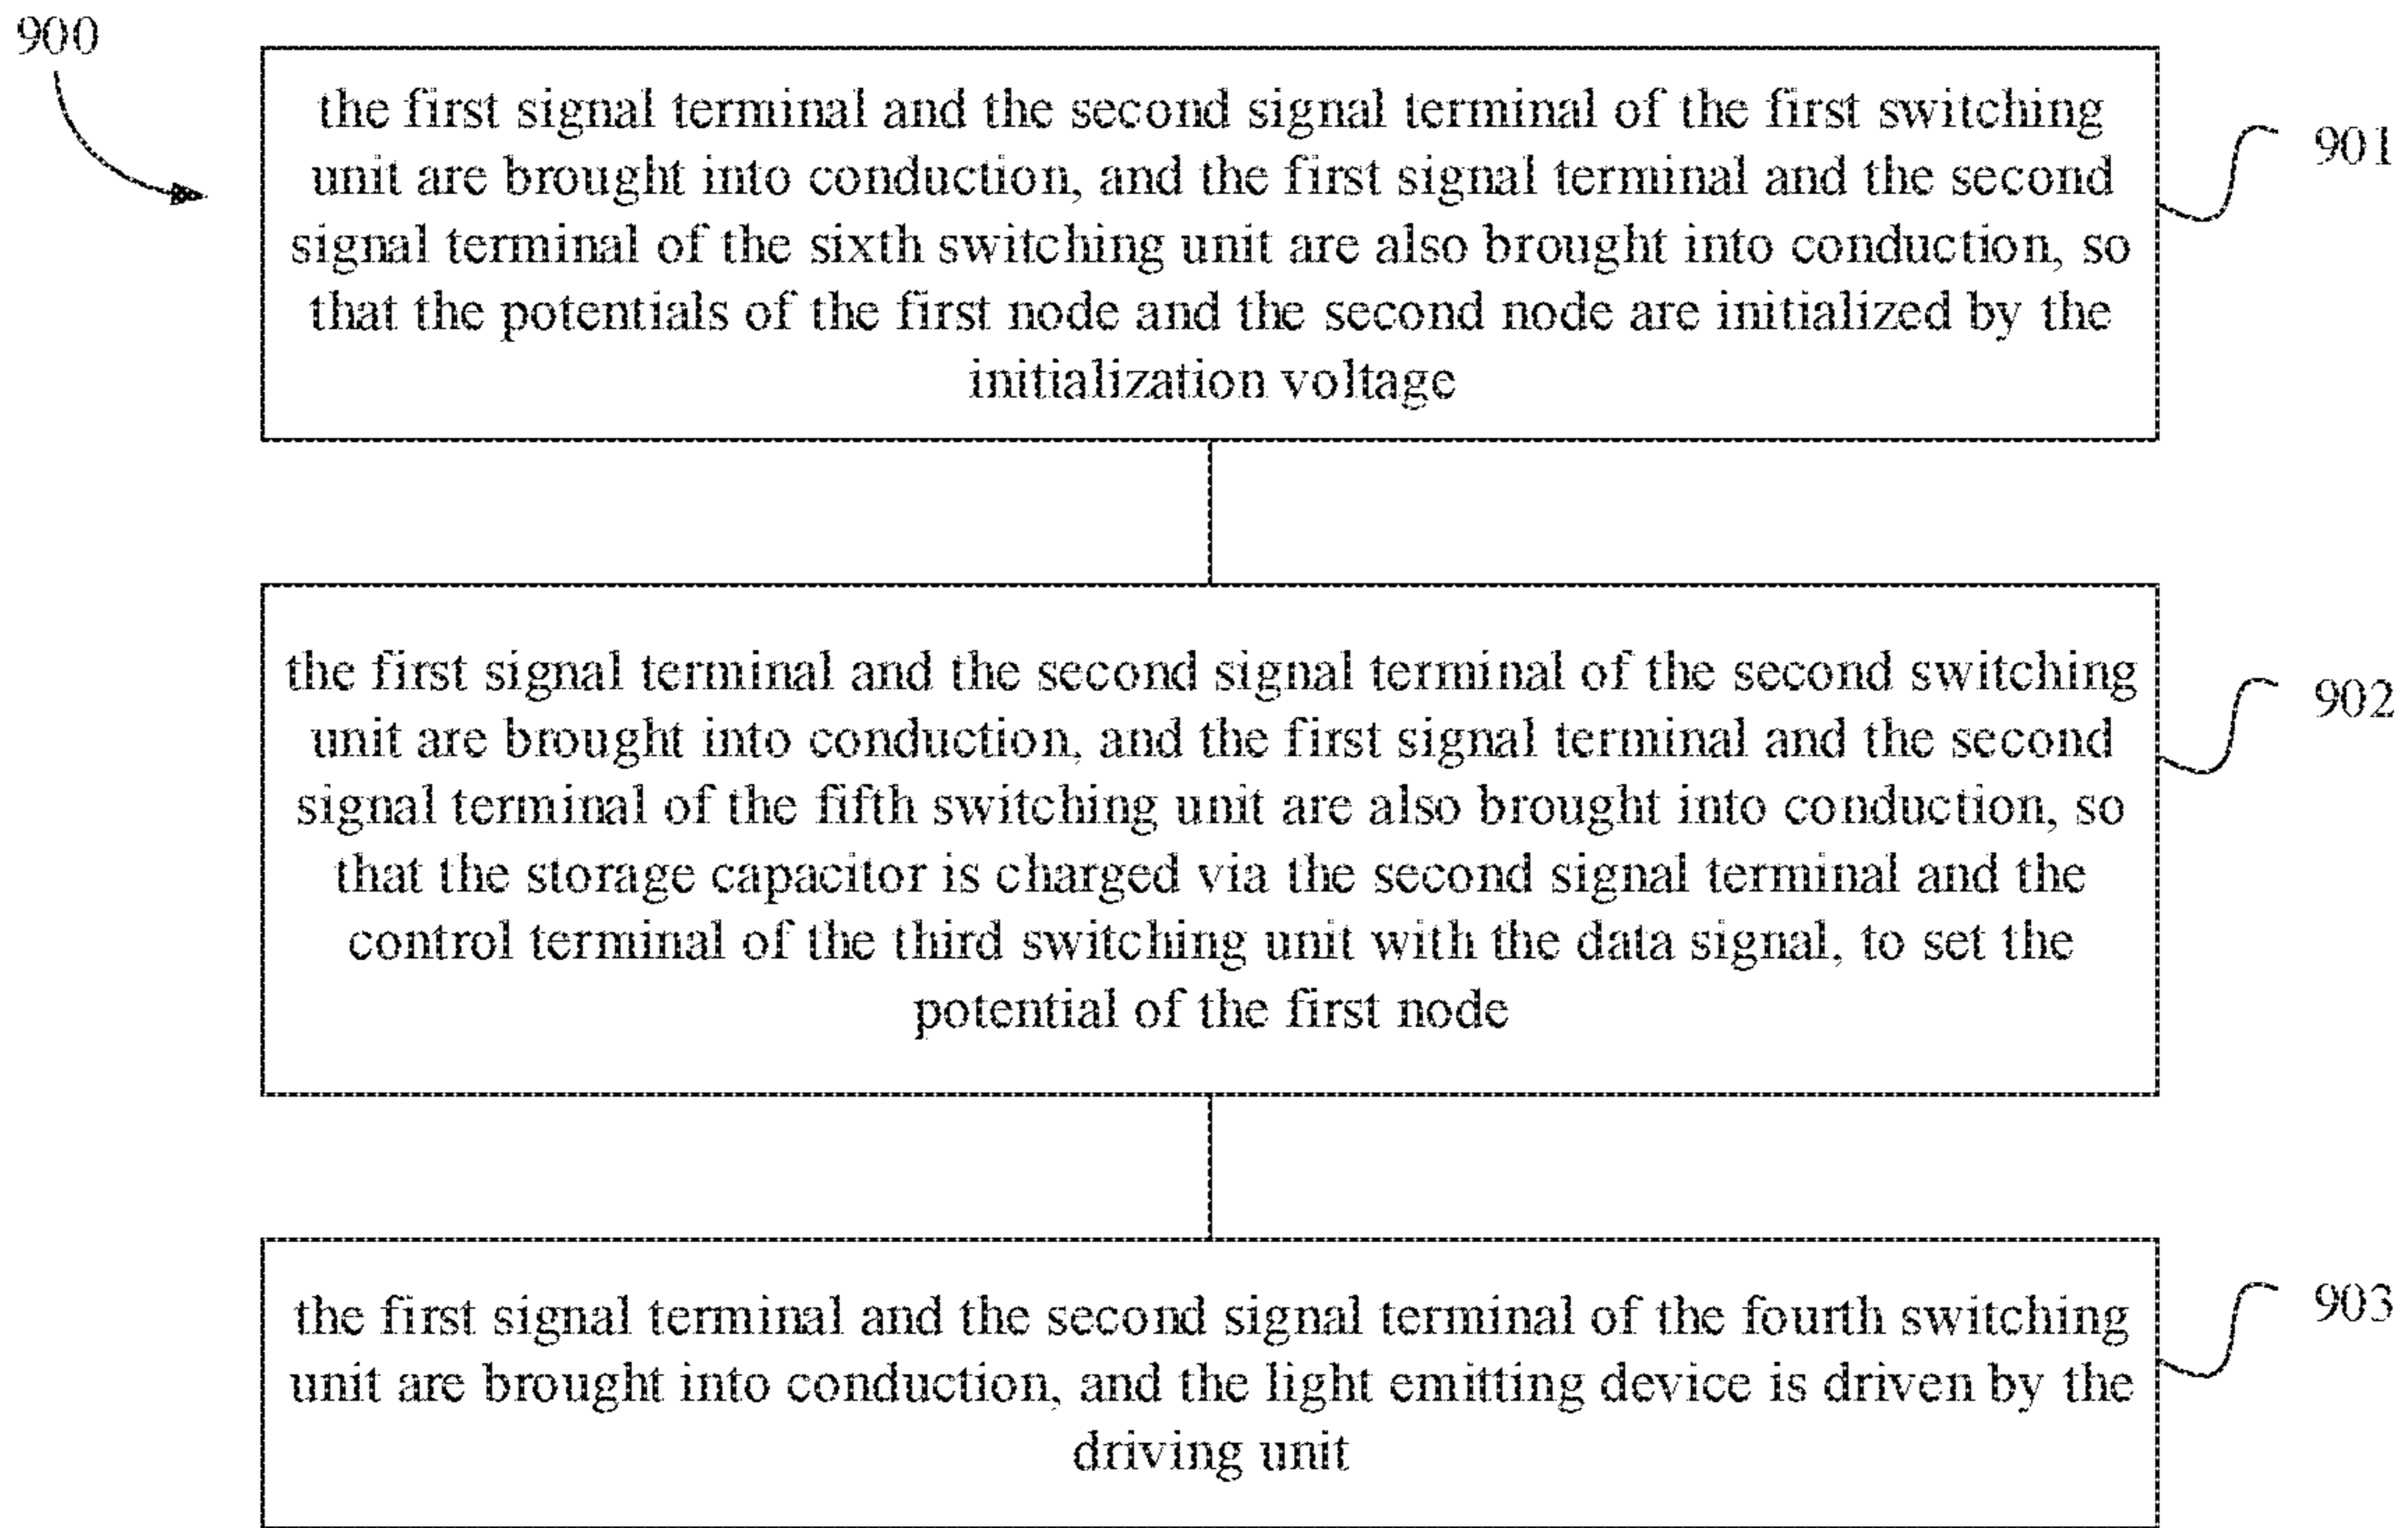 900
the first signal terminal and the second signal terminal of the first switching
unit are brought into conduction, and the first signal terminal and the second
signal terminal of the sixth switching unit are also brought into conduction, so
that the potentials of the first node and the second node are initialized by the
initialization voltage
901
the first signal terminal and the second signal terminal of the second switching
unit are brought into conduction, and the first signal terminal and the second
signal terminal of the fifth switching unit are also brought into conduction, so
that the storage capacitor is charged via the second signal terminal and the
control terminal of the third switching unit with the data signal, to set the
potential of the first node
902
the first signal terminal and the second signal terminal of the fourth switching
unit are brought into conduction, and the light emitting device is driven by the
driving unit
903